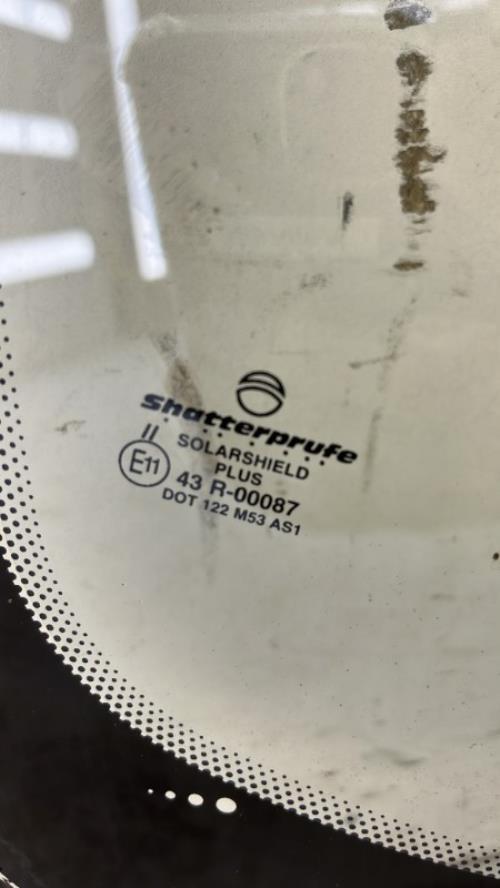 Shatterprufe
II SOLARSHIELD
PLUS
E11 43 R-00087
DOT 122 M53 AS1